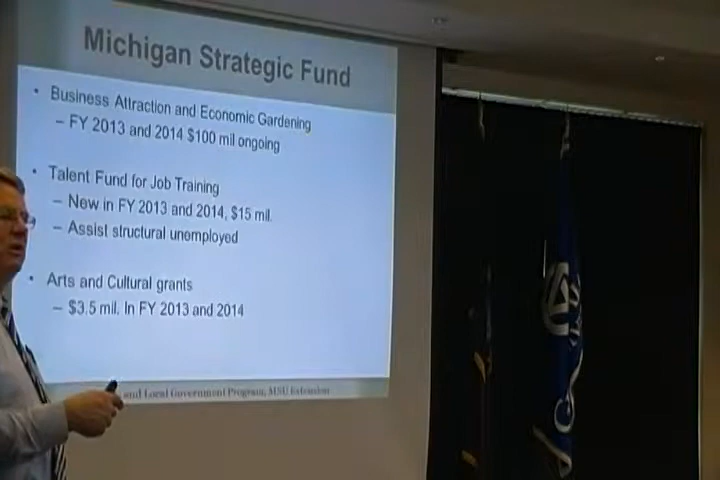 Michigan Strategic Fund
• Business Attraction and Economic Gardening
– FY 2013 and 2014 $100 mil ongoing
• Talent Fund for Job Training
– New in FY 2013 and 2014, $15 mil.
– Assist structural unemployed
• Arts and Cultural grants
– $3.5 mil. In FY 2013 and 2014
and Local Government Program, MSU Extension